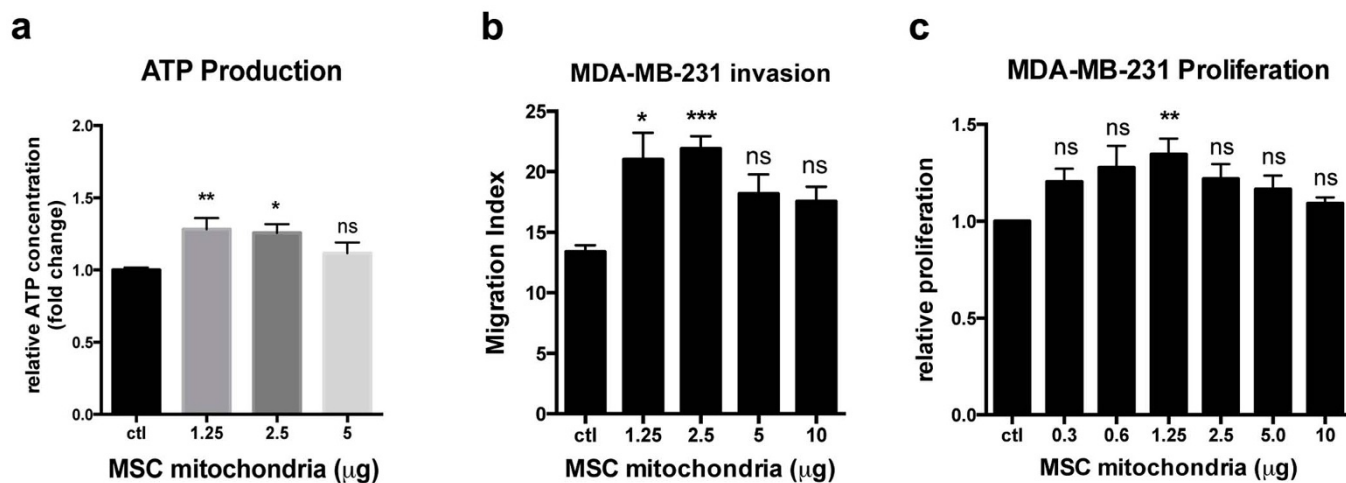 a
ATP Production
relative ATP concentration
(fold change)
2.0
1.5
1.0
0.5
0.0
**
*
ns
ctl 1.25 2.5 5
MSC mitochondria (μg)
b
MDA-MB-231 invasion
Migration Index
25
20
15
10
5
0
*
***
ns
ns
ctl 1.25 2.5 5 10
MSC mitochondria (μg)
c
MDA-MB-231 Proliferation
relative proliferation
1.5
1.0
0.5
0.0
ns
ns
**
ns
ns
ns
ctl 0.3 0.6 1.25 2.5 5.0 10
MSC mitochondria (μg)